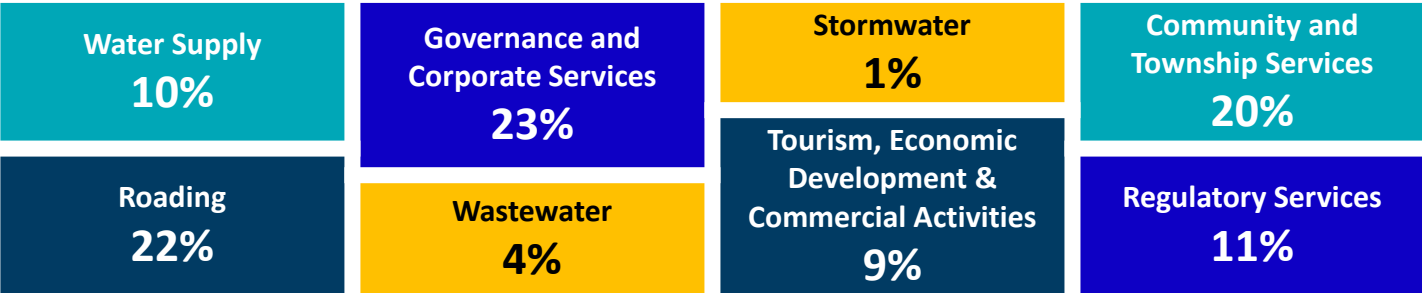 Water Supply
10%
Roading
22%
Governance and
Corporate Services
23%
Wastewater
4%
Stormwater
1%
Tourism, Economic
Development &
Commercial Activities
9%
Community and
Township Services
20%
Regulatory Services
11%